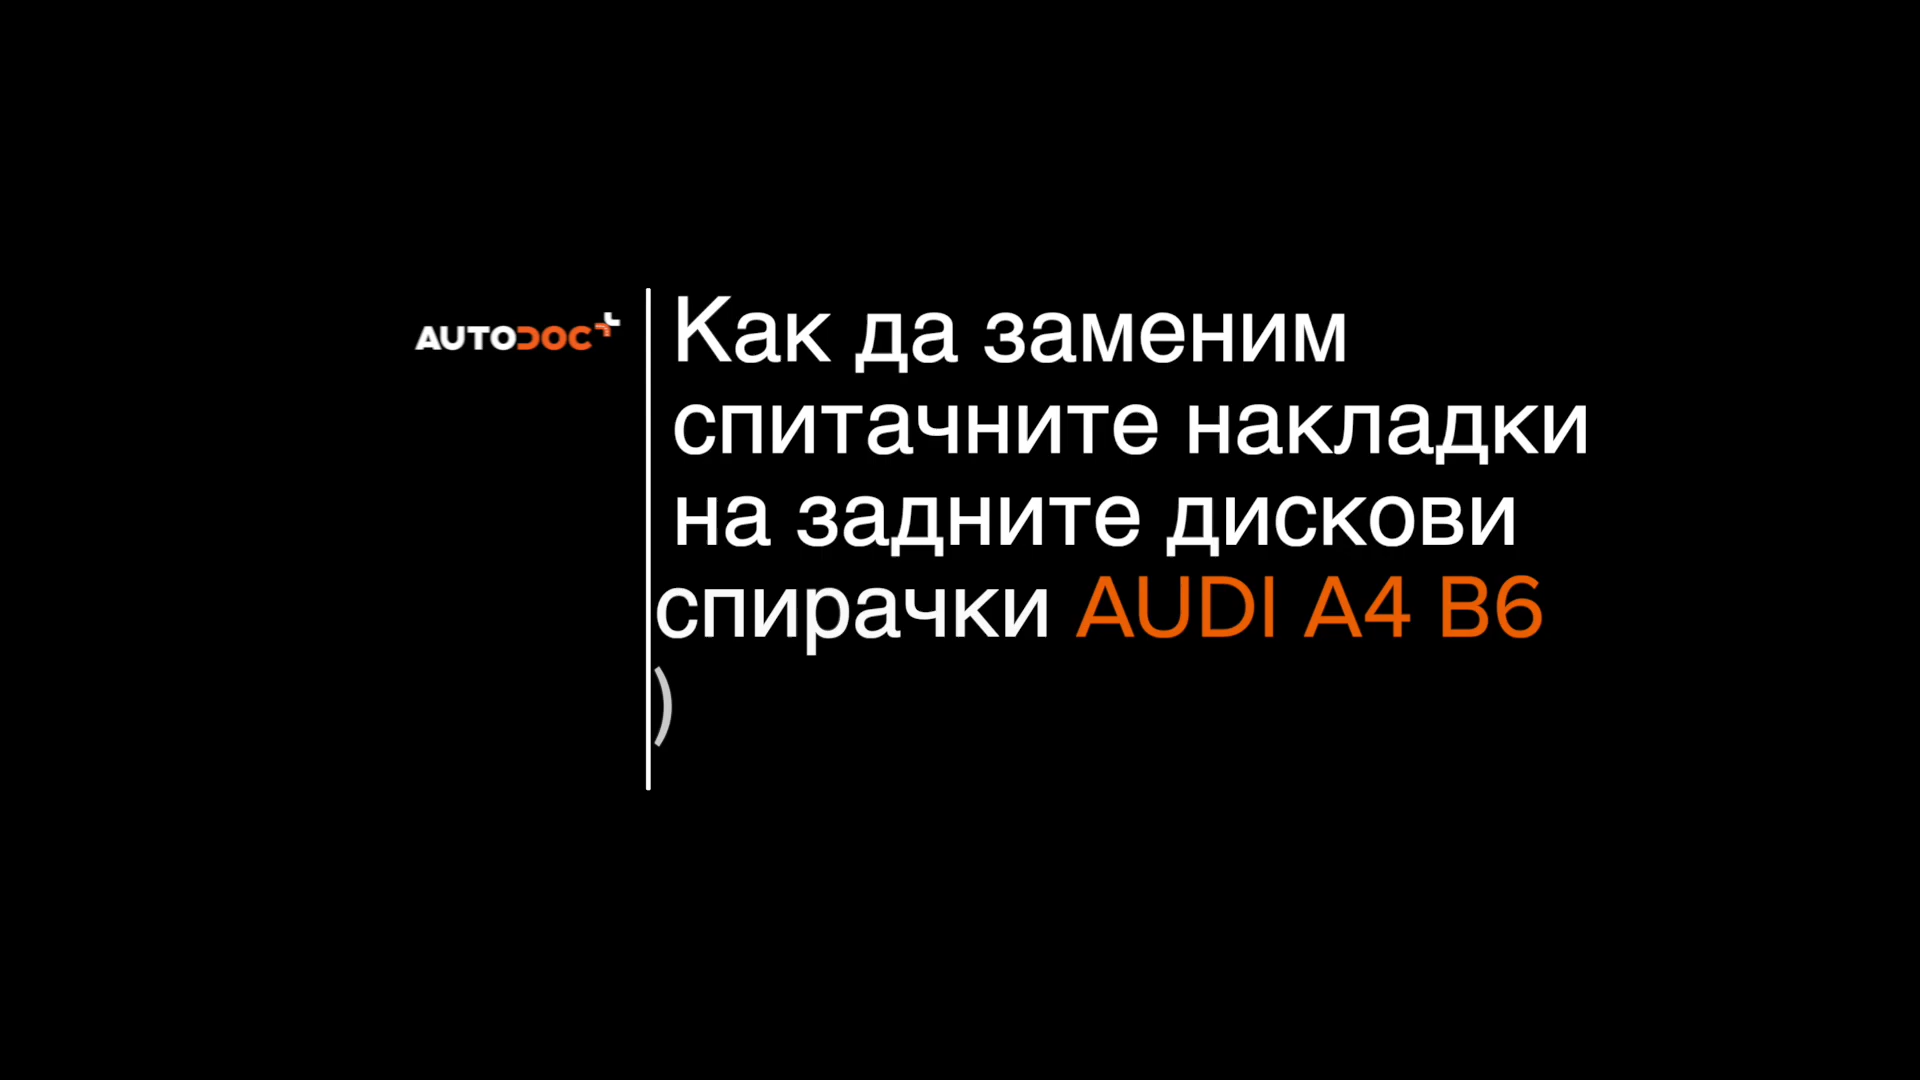 AUTODOC
Как да заменим
спитачните накладки
на задните дискови
спирачки AUDI A4 B6
)